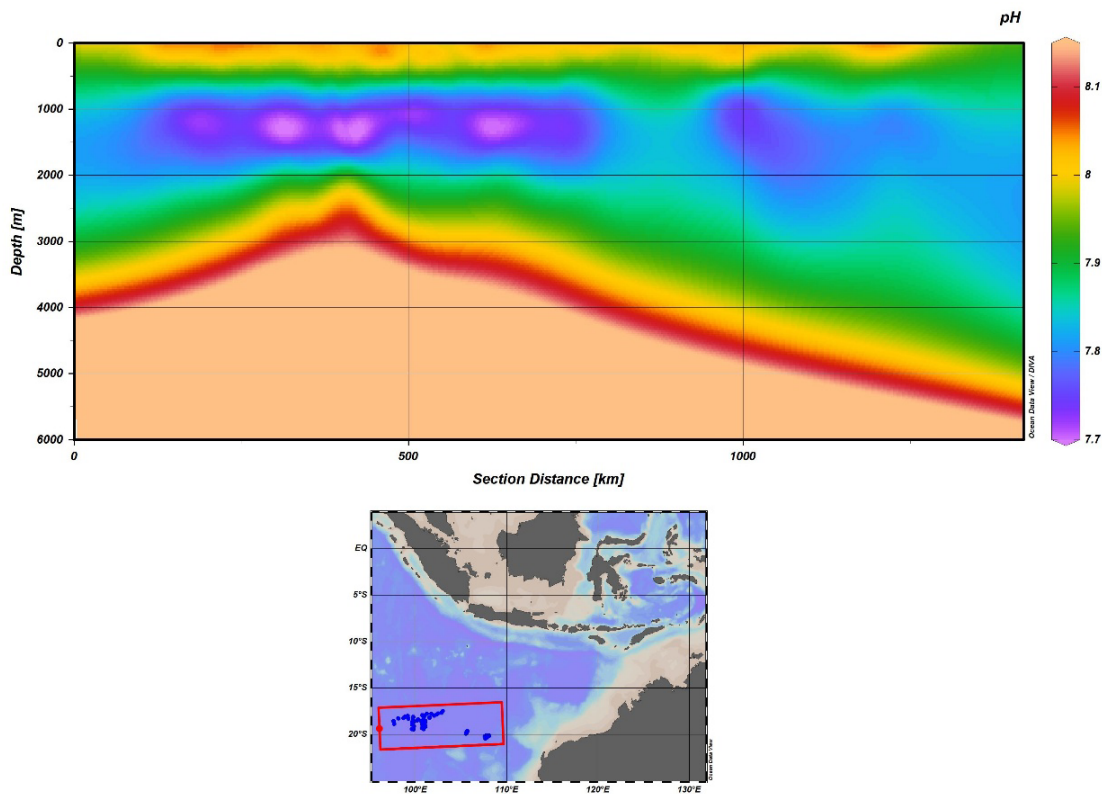 pH
0
1000
2000
3000
4000
5000
6000
Depth [m]
0
500
1000
Section Distance [km]
8.1
8
7.9
7.8
7.7
Ocean Data View / DIVA
EQ
5°S
10°S
15°S
20°S
100°E
110°E
120°E
130°E
Ocean Data View